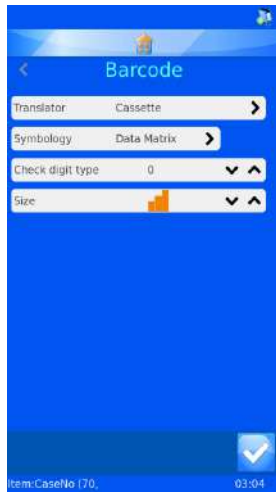 Barcode
Translator Cassette
Symbology Data Matrix
Check digit type 0
Size
Item:CaseNo (70, 03:04